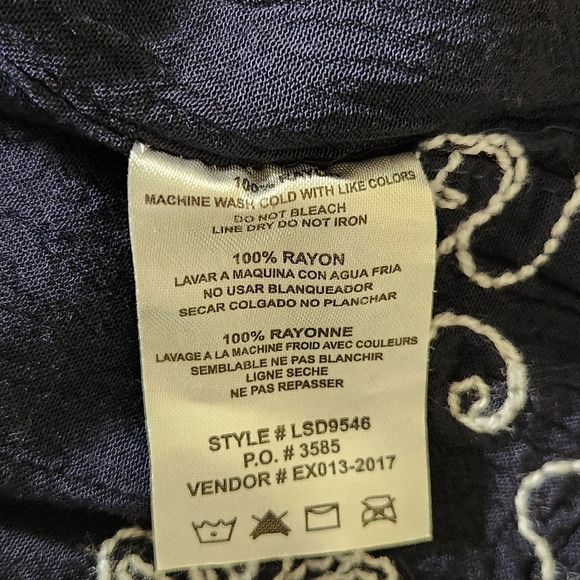 100% RAYON
MACHINE WASH COLD WITH LIKE COLORS
DO NOT BLEACH
LINE DRY DO NOT IRON
100% RAYON
LAVAR A MAQUINA CON AGUA FRIA
NO USAR BLANQUEADOR
SECAR COLGADO NO PLANCHAR
100% RAYONNE
LAVAGE A LA MACHINE FROID AVEC COULEURS
SEMBLABLE NE PAS BLANCHIR
LIGNE SECHE
NE PAS REPASSER
STYLE # LSD9546
P.O. # 3585
VENDOR # EX013-2017